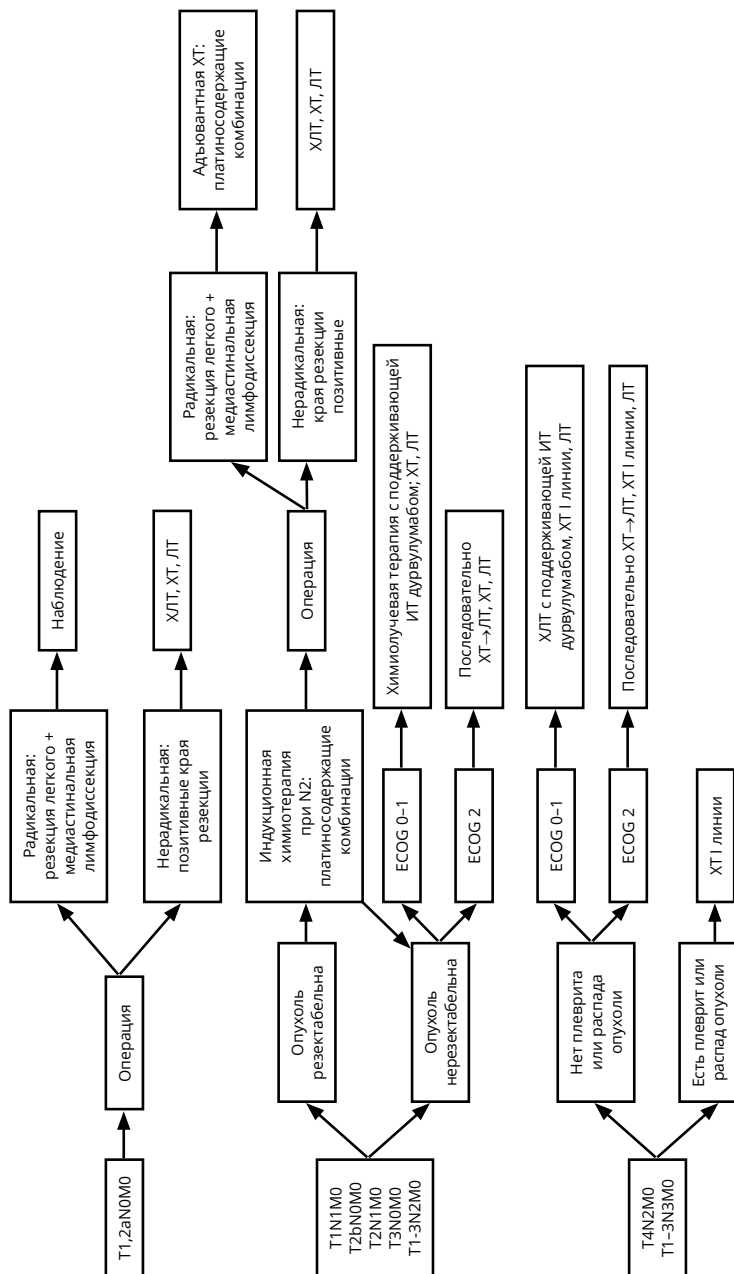 T1,2aN0M0
Операция
Радикальная:
резекция легкого +
медиастинальная
лимфодиссекция
Наблюдение
Нерадикальная:
позитивные края
резекции
ХЛТ, ХТ, ЛТ
T1N1M0
T2bN0M0
T2N1M0
T3N0M0
T1-3N2M0
Опухоль
резектабельна
Индукционная
химиотерапия
при N2:
платиносодержащие
комбинации
Операция
Радикальная:
резекция легкого +
медиастинальная
лимфодиссекция
Адъювантная ХТ:
платиносодержащие
комбинации
Нерадикальная:
края резекции
позитивные
ХЛТ, ХТ, ЛТ
Опухоль
нерезектабельна
ECOG 0–1
Химиолучевая терапия с поддерживающей
ИТ дурвулумабом; ХТ, ЛТ
ECOG 2
Последовательно
ХТ→ЛТ, ХТ, ЛТ
T4N2M0
T1–3N3M0
Нет плеврита
или распада
опухоли
ECOG 0–1
ХЛТ с поддерживающей ИТ
дурвулумабом, ХТ I линии, ЛТ
ECOG 2
Последовательно ХТ→ЛТ, ХТ I линии, ЛТ
Есть плеврит или
распад опухоли
ХТ I линии